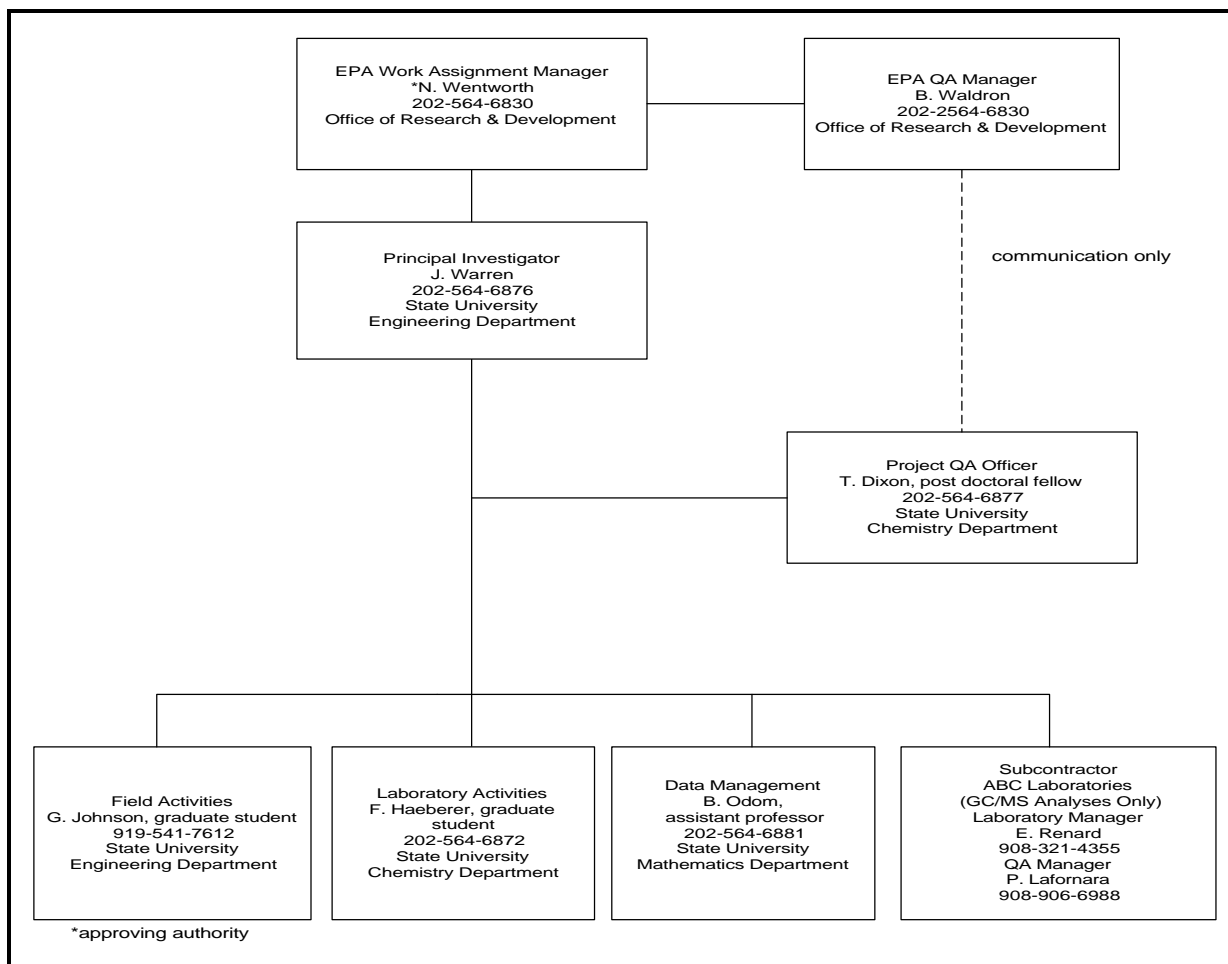 EPA Work Assignment Manager
*N. Wentworth
202-564-6830
Office of Research & Development
EPA QA Manager
B. Waldron
202-2564-6830
Office of Research & Development
Principal Investigator
J. Warren
202-564-6876
State University
Engineering Department
communication only
Project QA Officer
T. Dixon, post doctoral fellow
202-564-6877
State University
Chemistry Department
Field Activities
G. Johnson, graduate student
919-541-7612
State University
Engineering Department
Laboratory Activities
F. Haeberer, graduate
student
202-564-6872
State University
Chemistry Department
Data Management
B. Odom,
assistant professor
202-564-6881
State University
Mathematics Department
Subcontractor
ABC Laboratories
(GC/MS Analyses Only)
Laboratory Manager
E. Renard
908-321-4355
QA Manager
P. Lafornara
908-906-6988
*approving authority